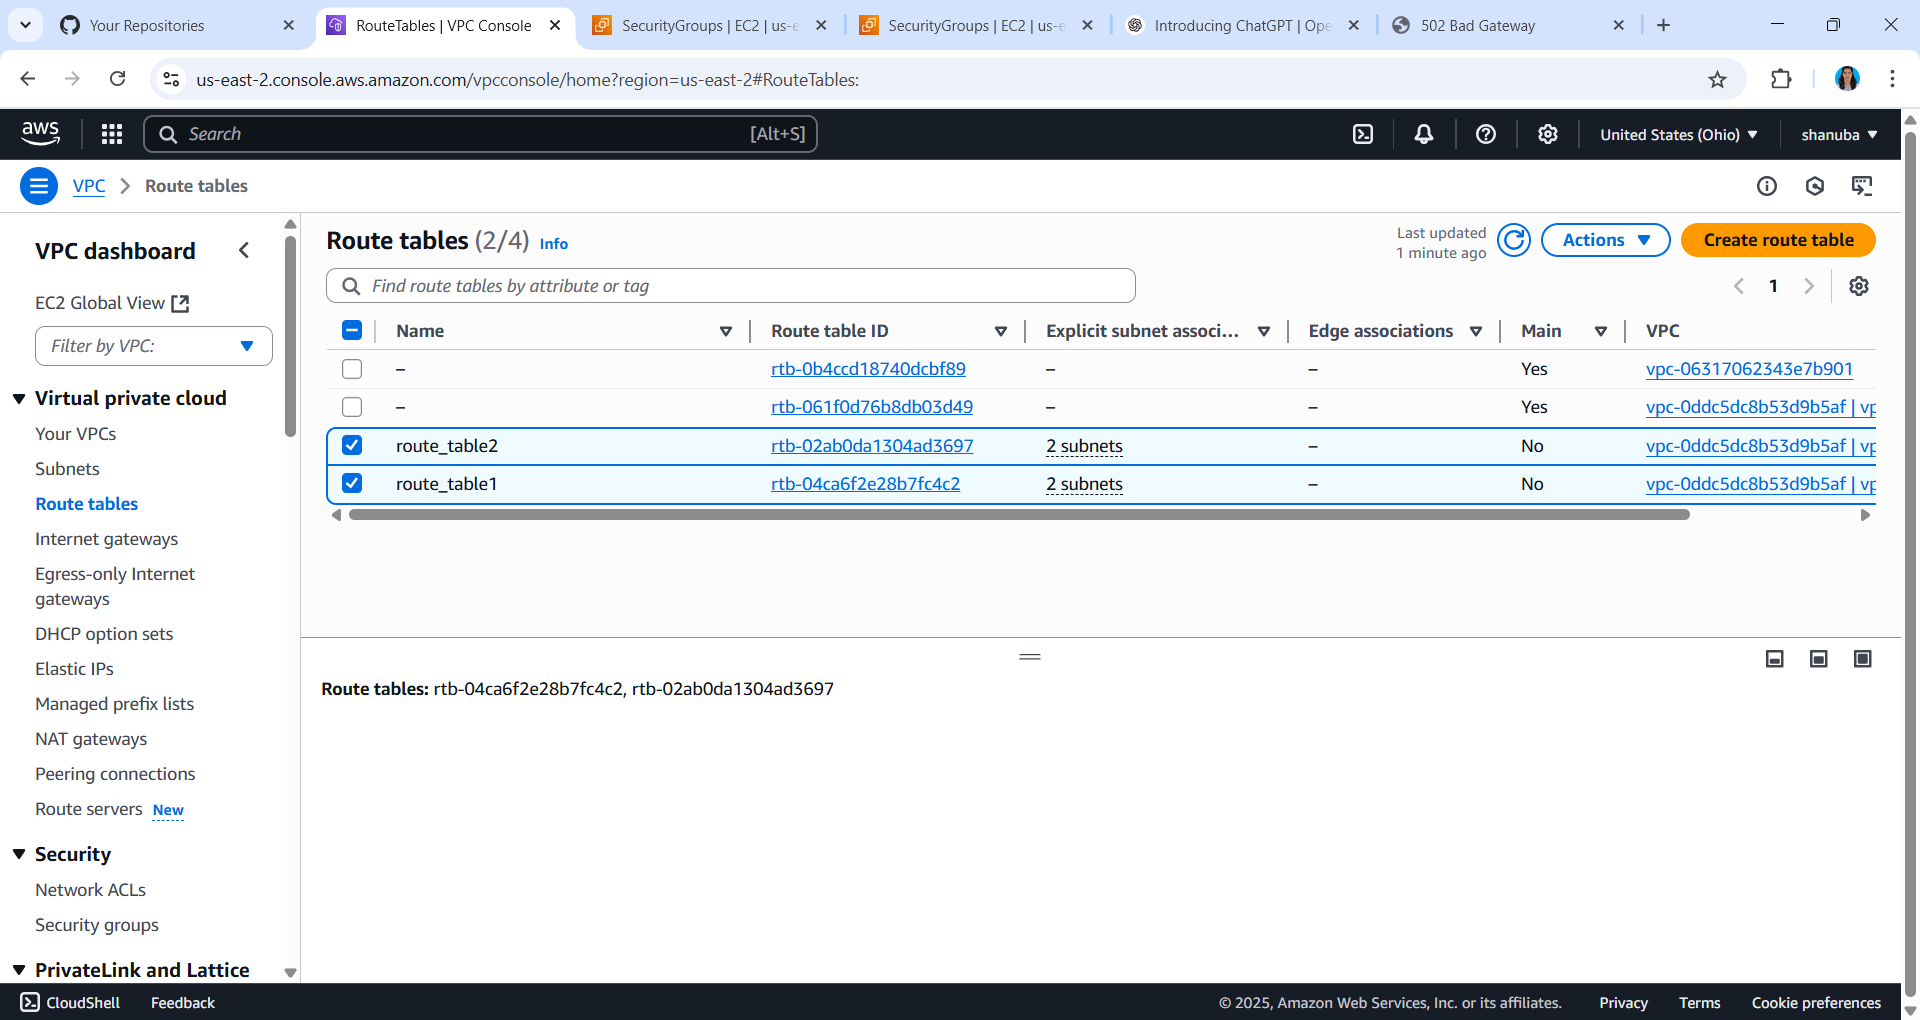 Your Repositories
RouteTables | VPC Console
SecurityGroups | EC2 | us-e
SecurityGroups | EC2 | us-e
Introducing ChatGPT | Ope
502 Bad Gateway
us-east-2.console.aws.amazon.com/vpcconsole/home?region=us-east-2#RouteTables:
aws
Search
[Alt+S]
United States (Ohio)
shanuba
VPC
Route tables
VPC dashboard
EC2 Global View
Filter by VPC:
Virtual private cloud
Your VPCs
Subnets
Route tables
Internet gateways
Egress-only Internet
gateways
DHCP option sets
Elastic IPs
Managed prefix lists
NAT gateways
Peering connections
Route servers New
Security
Network ACLs
Security groups
PrivateLink and Lattice
Route tables (2/4) Info
Last updated
1 minute ago
Actions
Create route table
Find route tables by attribute or tag
1
Name Route table ID Explicit subnet associ... Edge associations Main VPC
– rtb-0b4ccd18740dcbf89 – – Yes vpc-06317062343e7b901
– rtb-061f0d76b8db03d49 – – Yes vpc-0ddc5dc8b53d9b5af | vp
route_table2 rtb-02ab0da1304ad3697 2 subnets – No vpc-0ddc5dc8b53d9b5af | vp
route_table1 rtb-04ca6f2e28b7fc4c2 2 subnets – No vpc-0ddc5dc8b53d9b5af | vp
Route tables: rtb-04ca6f2e28b7fc4c2, rtb-02ab0da1304ad3697
CloudShell
Feedback
© 2025, Amazon Web Services, Inc. or its affiliates.
Privacy
Terms
Cookie preferences